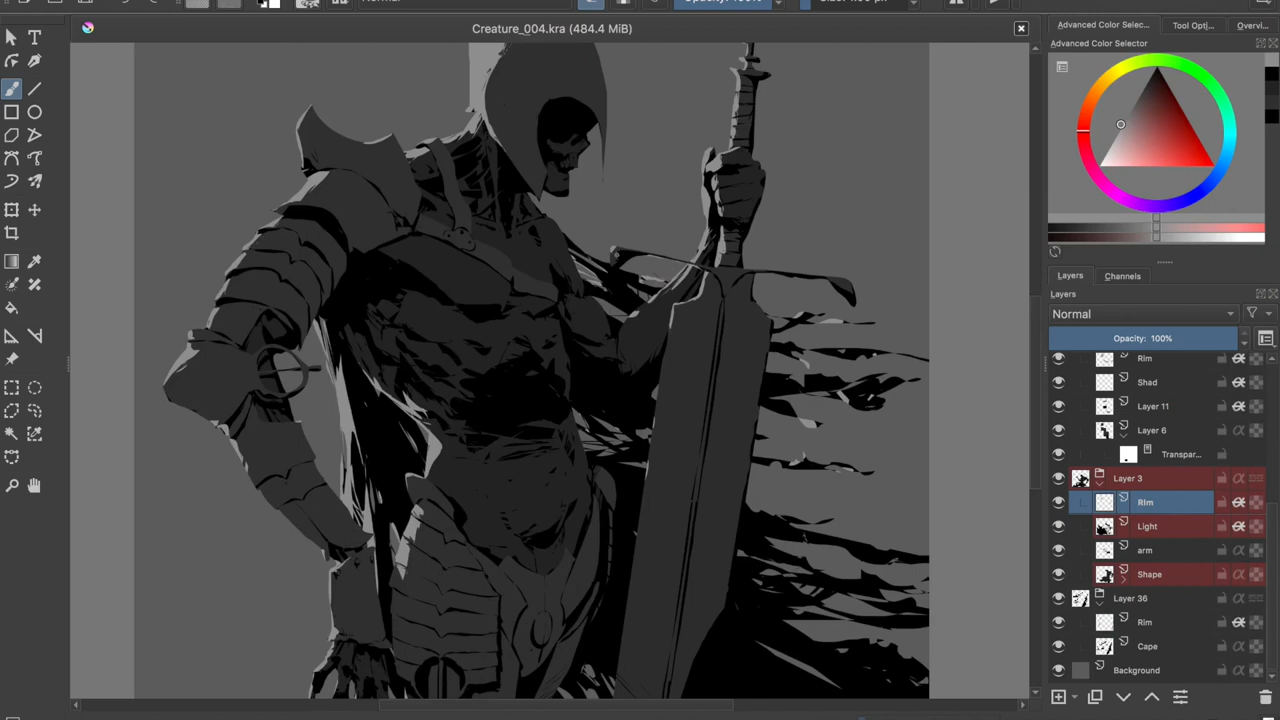 Creature_004.kra (484.4 MiB)
Advanced Color Selec...
Tool Opti...
Overvi...
Advanced Color Selector
Layers
Channels
Layers
Normal
Opacity: 100%
RIm
Shad
Layer 11
Layer 6
Transpar...
Layer 3
RIm
Light
arm
Shape
Layer 36
Rim
Cape
Background